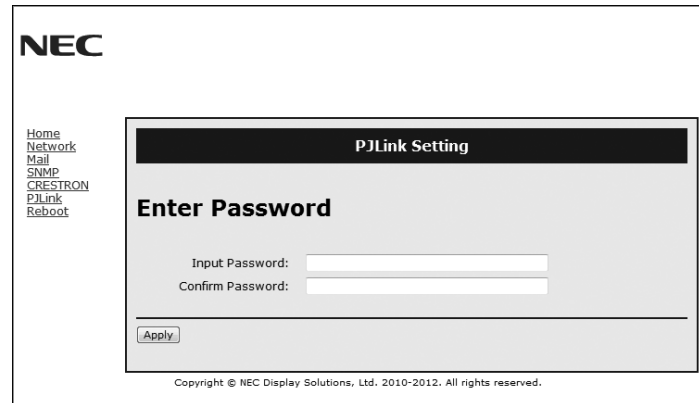 NEC
Home
Network
Mail
SNMP
CRESTRON
PJLink
Reboot
PJLink Setting
Enter Password
Input Password:
Confirm Password:
Apply
Copyright © NEC Display Solutions, Ltd. 2010-2012. All rights reserved.